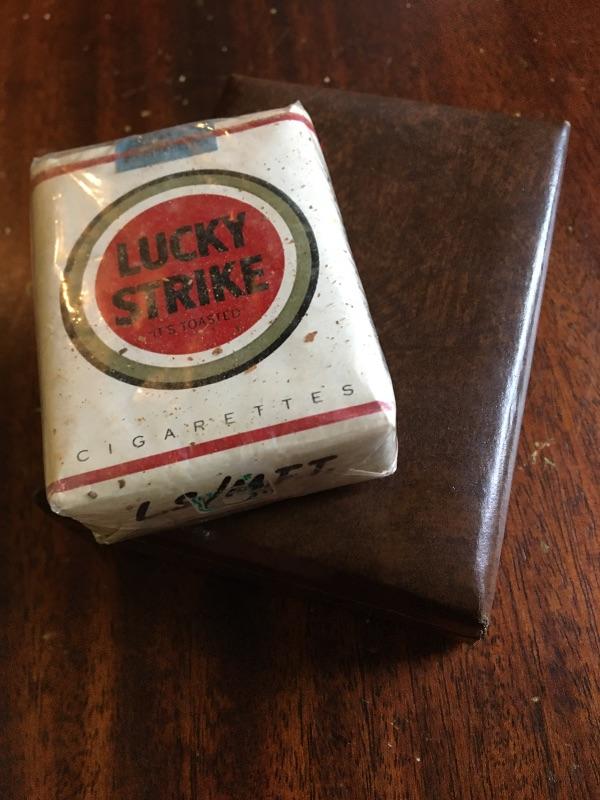 LUCKY
STRIKE
"IT'S TOASTED"
CIGARETTES
L.S./M.F.T.